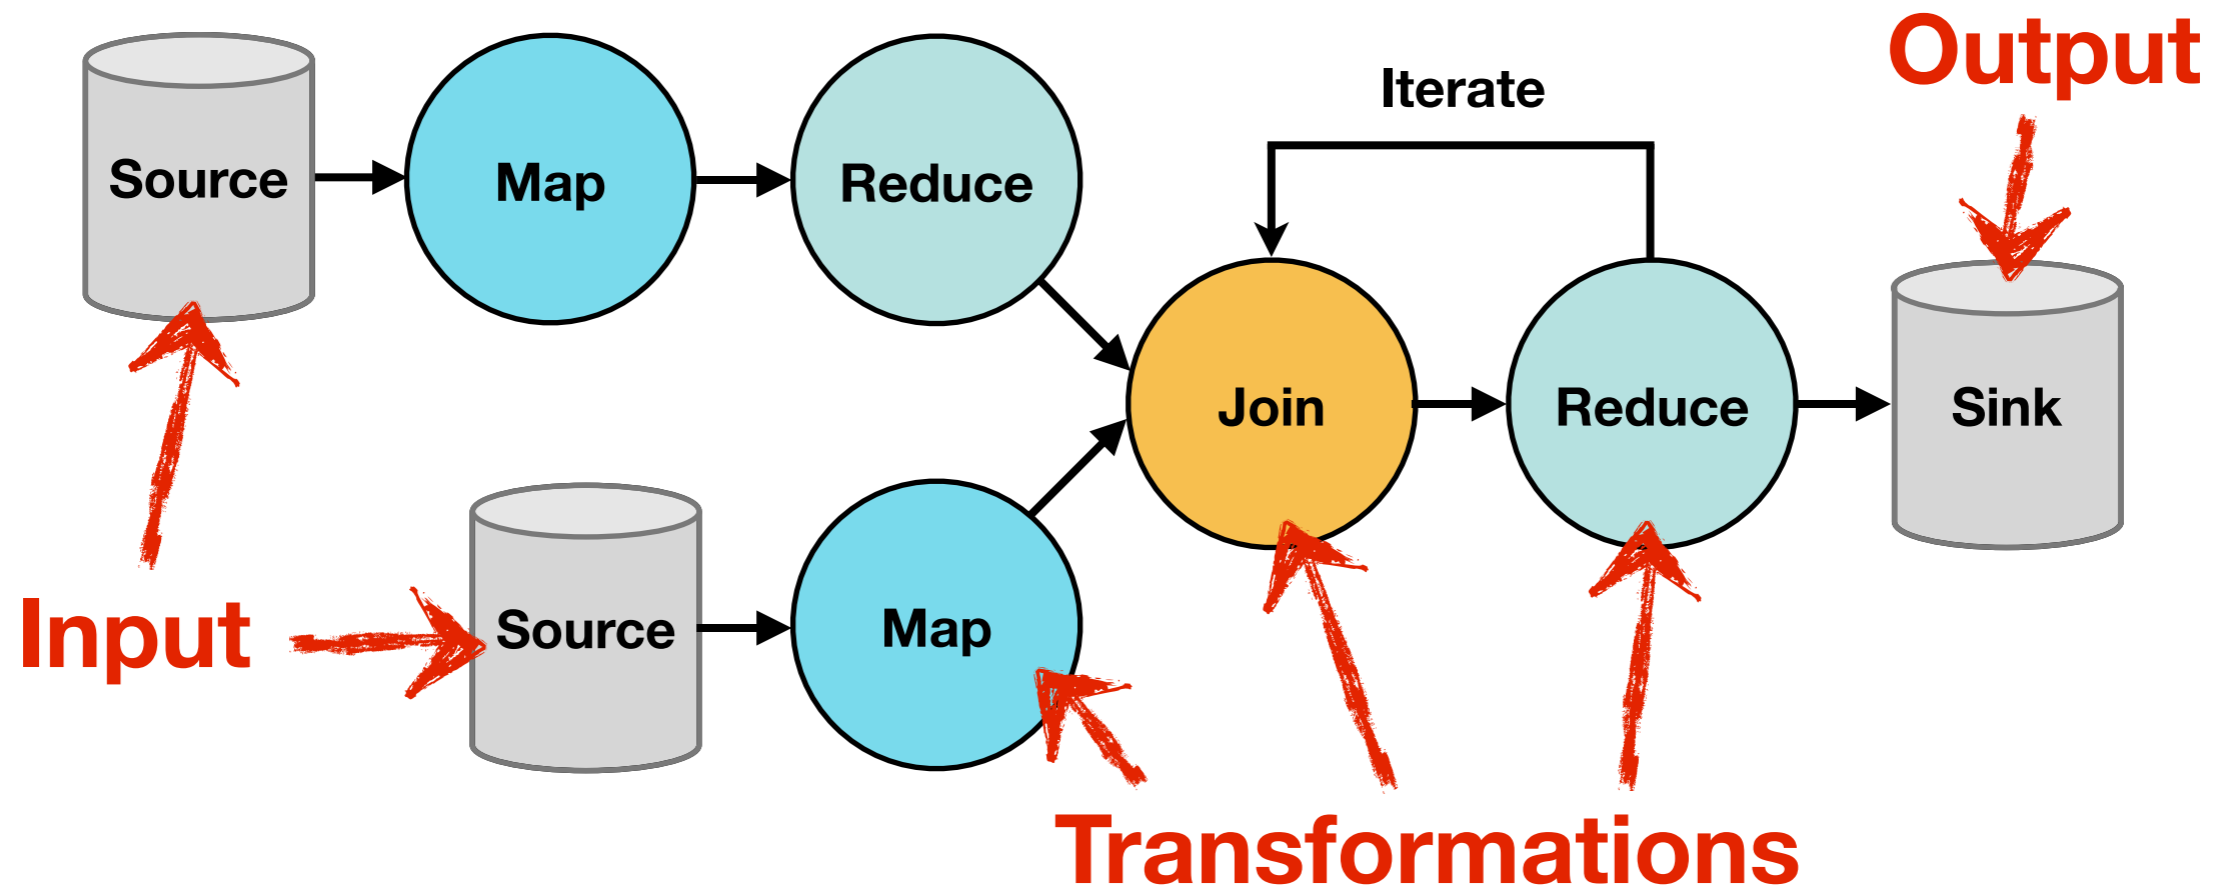 Output
Iterate
Source
Map
Reduce
Join
Reduce
Sink
Input
Source
Map
Transformations